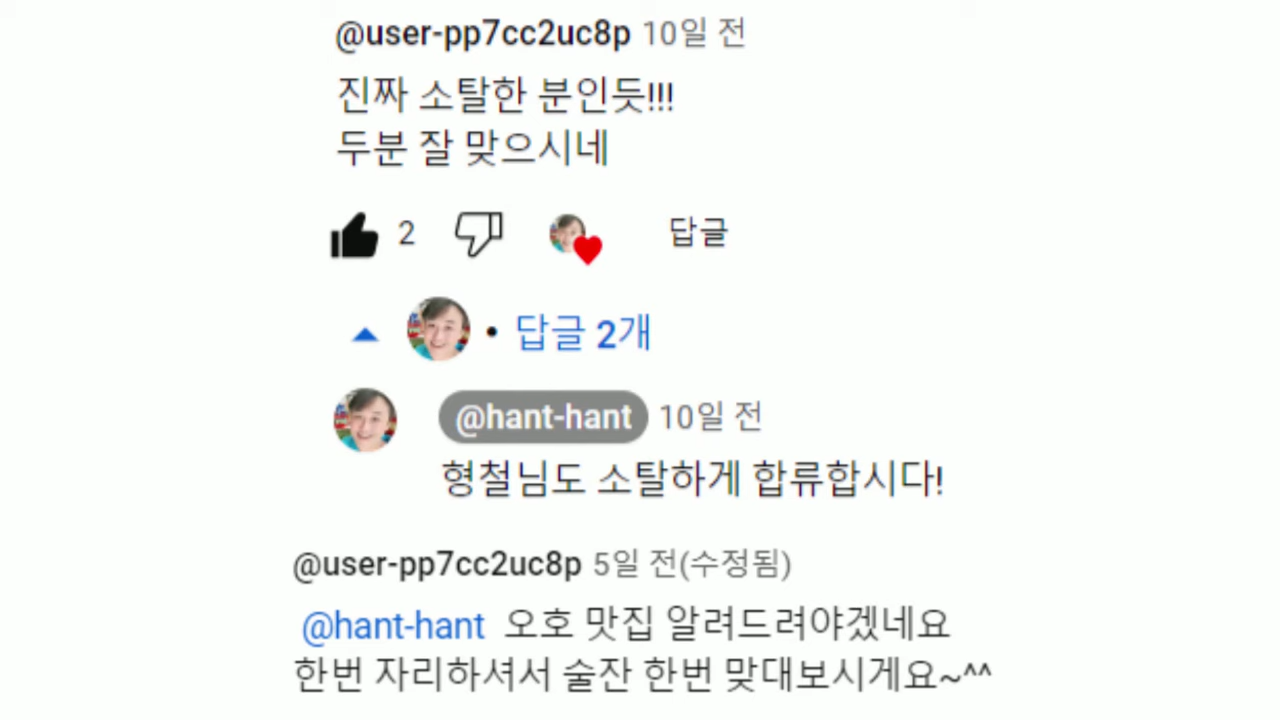 @user-pp7cc2uc8p 10일 전
진짜 소탈한 분인듯!!!
두분 잘 맞으시네
2 답글
답글 2개
@hant-hant 10일 전
형철님도 소탈하게 합류합시다!
@user-pp7cc2uc8p 5일 전(수정됨)
@hant-hant 오호 맛집 알려드려야겠네요
한번 자리하셔서 술잔 한번 맞대보시게요~^^